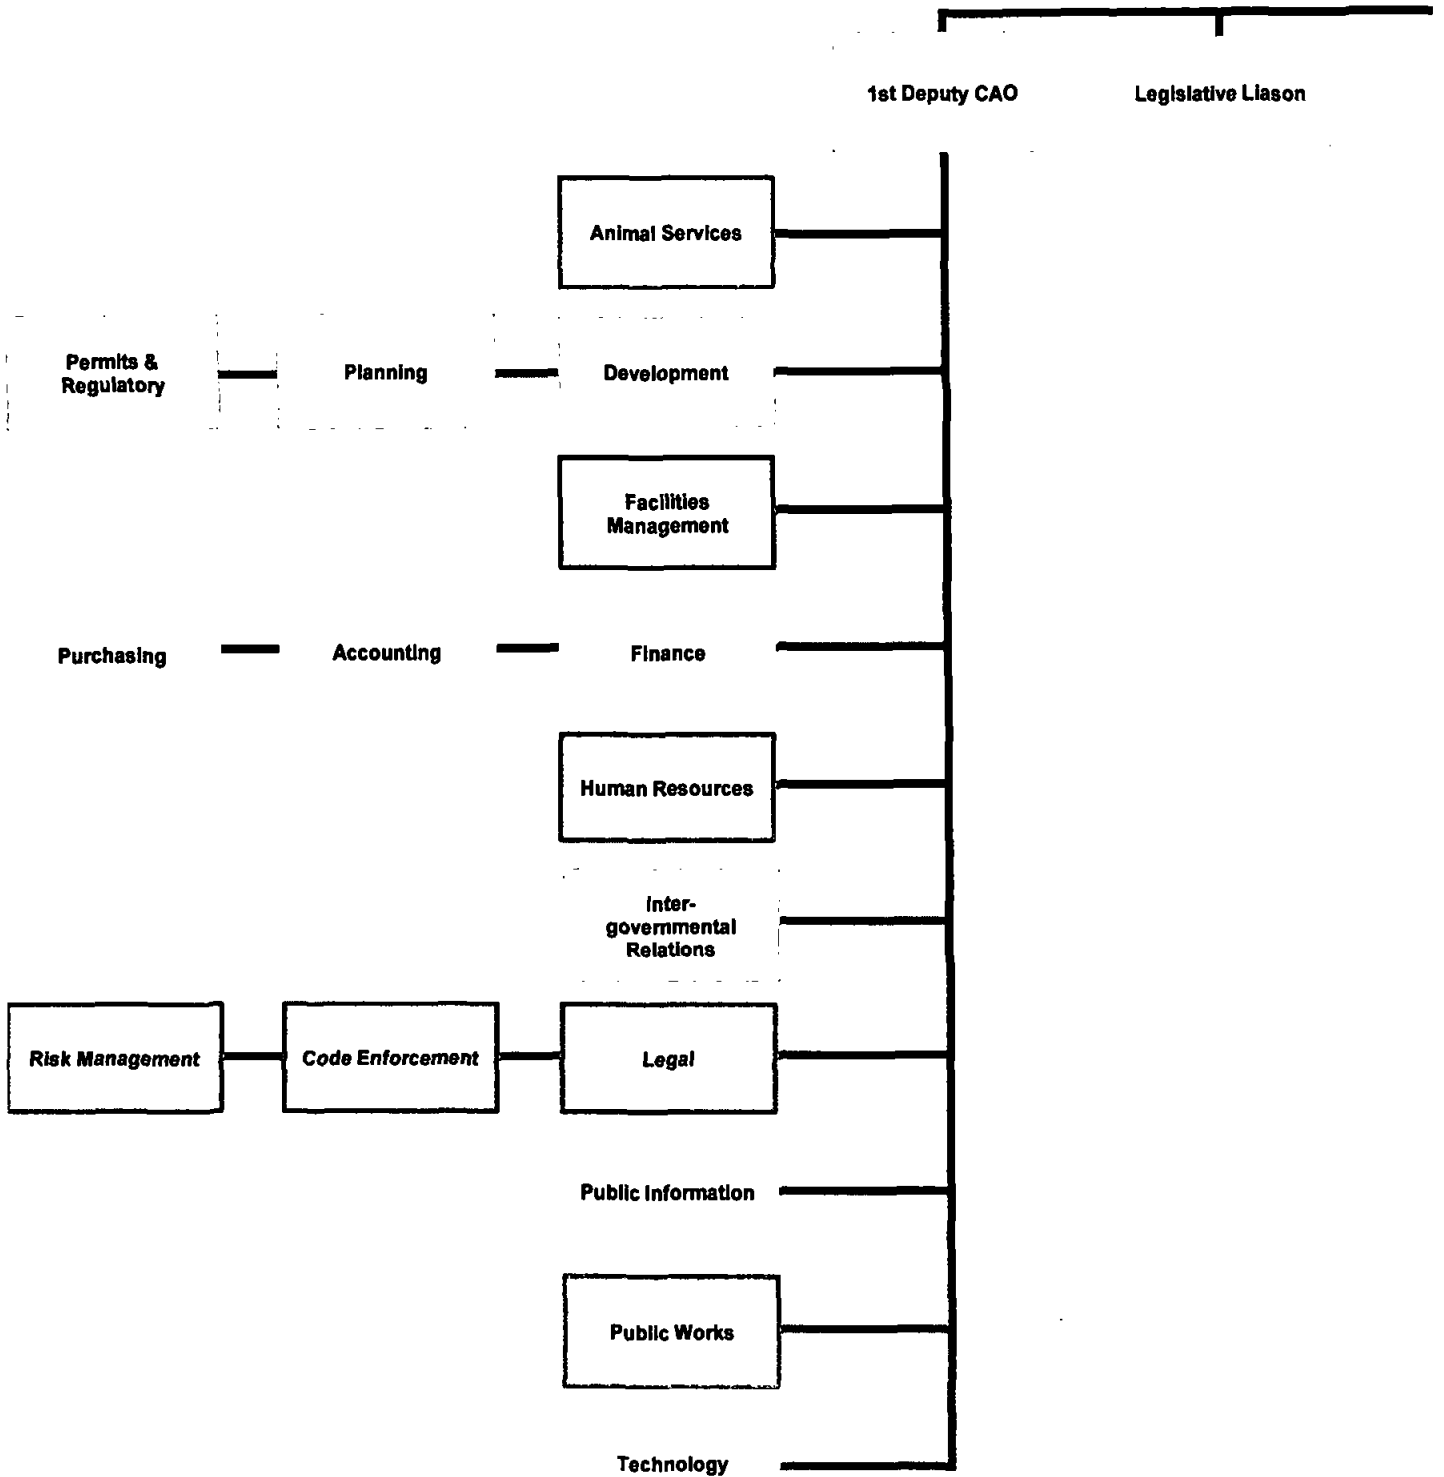 1st Deputy CAO
Legislative Liason
Animal Services
Permits &
Regulatory
Planning
Development
Facilities
Management
Purchasing
Accounting
Finance
Human Resources
Inter-
governmental
Relations
Risk Management
Code Enforcement
Legal
Public Information
Public Works
Technology